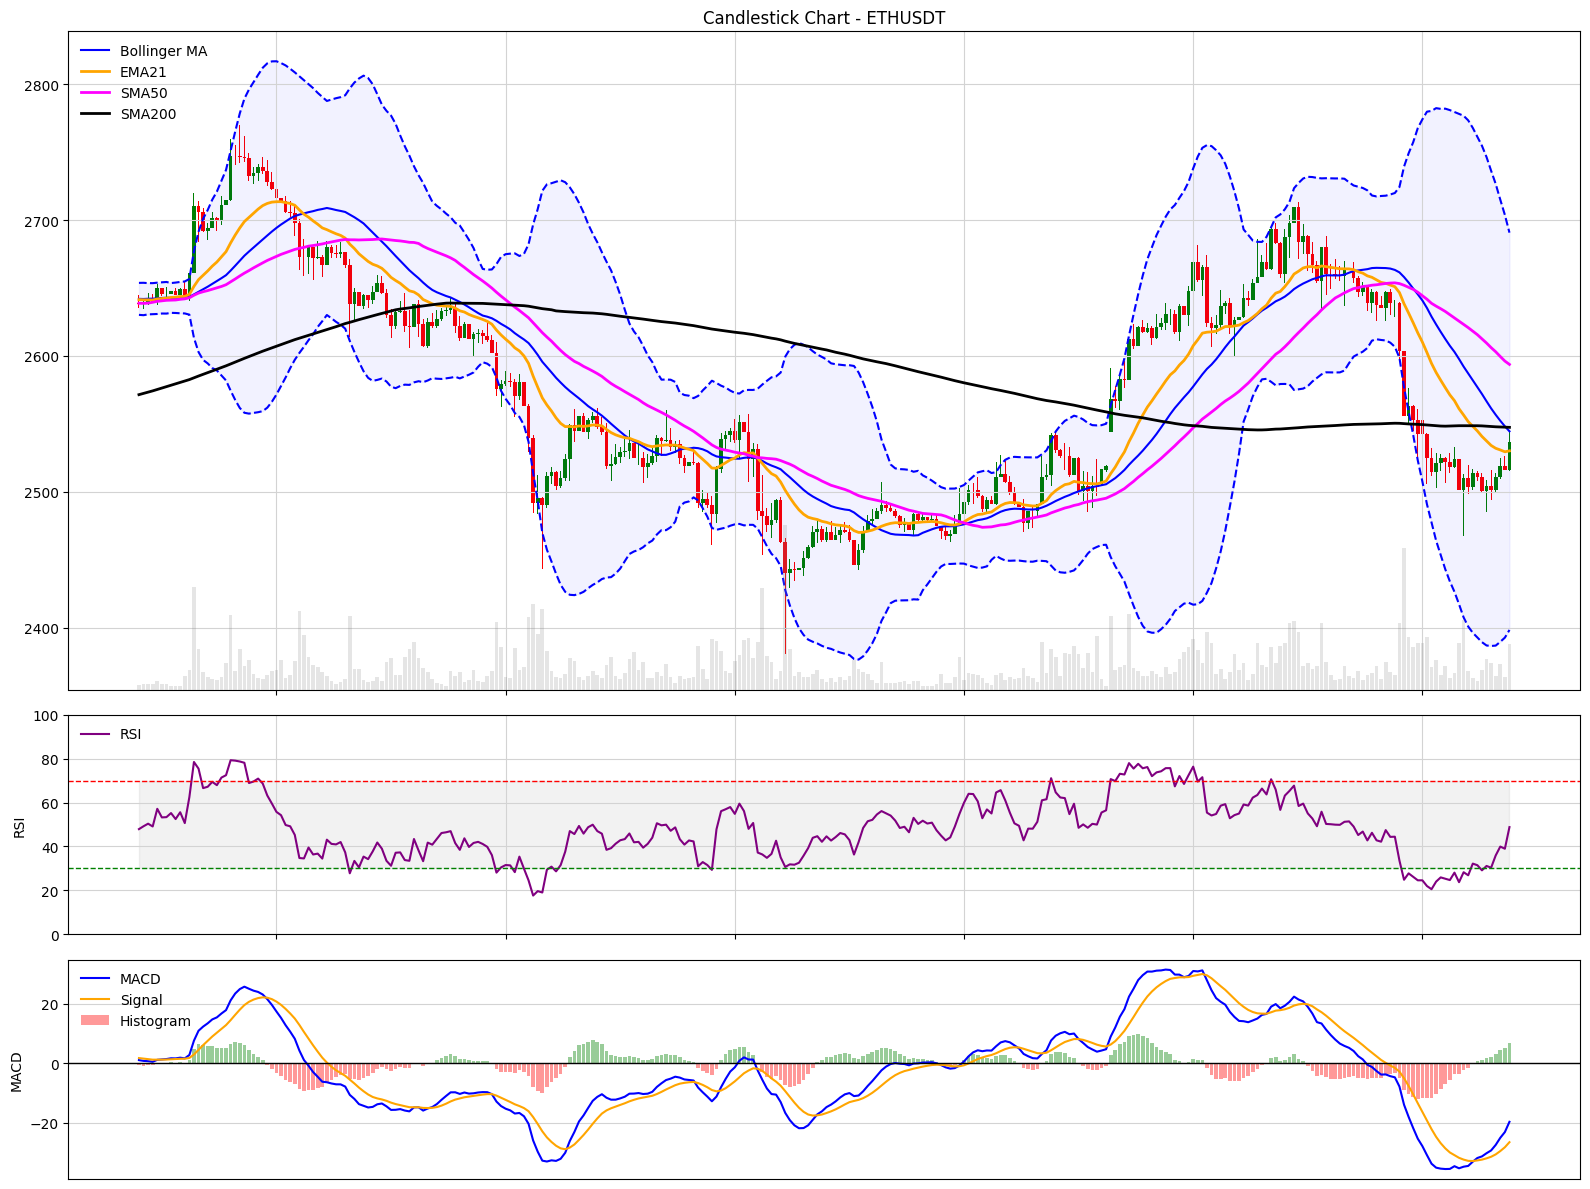 Candlestick Chart - ETHUSDT
Bollinger MA
EMA21
SMA50
SMA200
2800
2700
2600
2500
2400
RSI
100
80
60
40
20
0
RSI
MACD
Signal
Histogram
20
0
−20
MACD